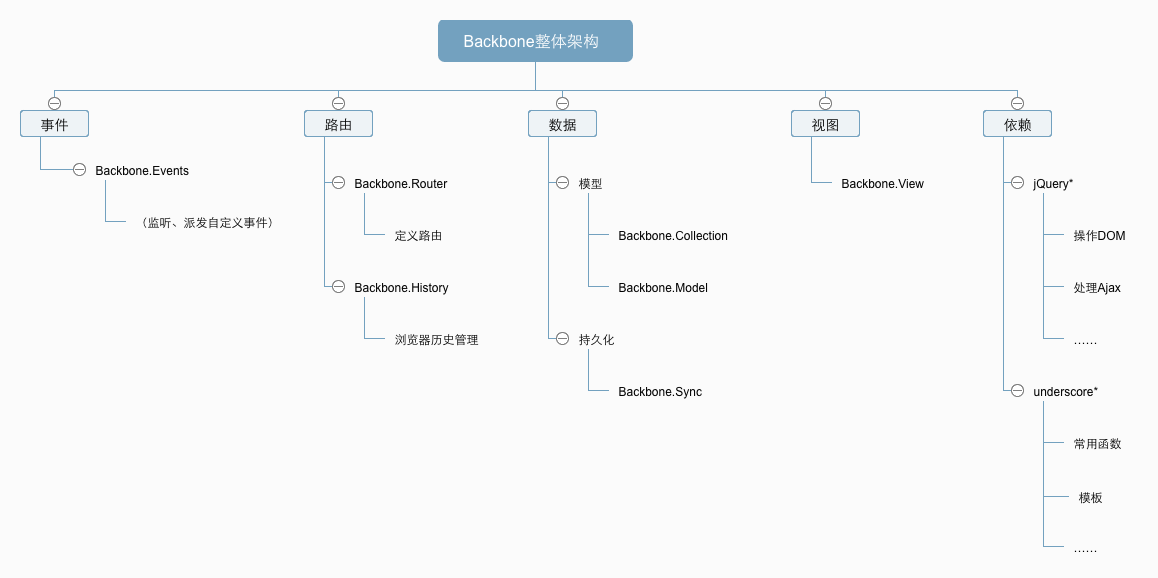 Backbone整体架构
事件
Backbone.Events
（监听、派发自定义事件）
路由
Backbone.Router
定义路由
Backbone.History
浏览器历史管理
数据
模型
Backbone.Collection
Backbone.Model
持久化
Backbone.Sync
视图
Backbone.View
依赖
jQuery*
操作DOM
处理Ajax
……
underscore*
常用函数
模板
……